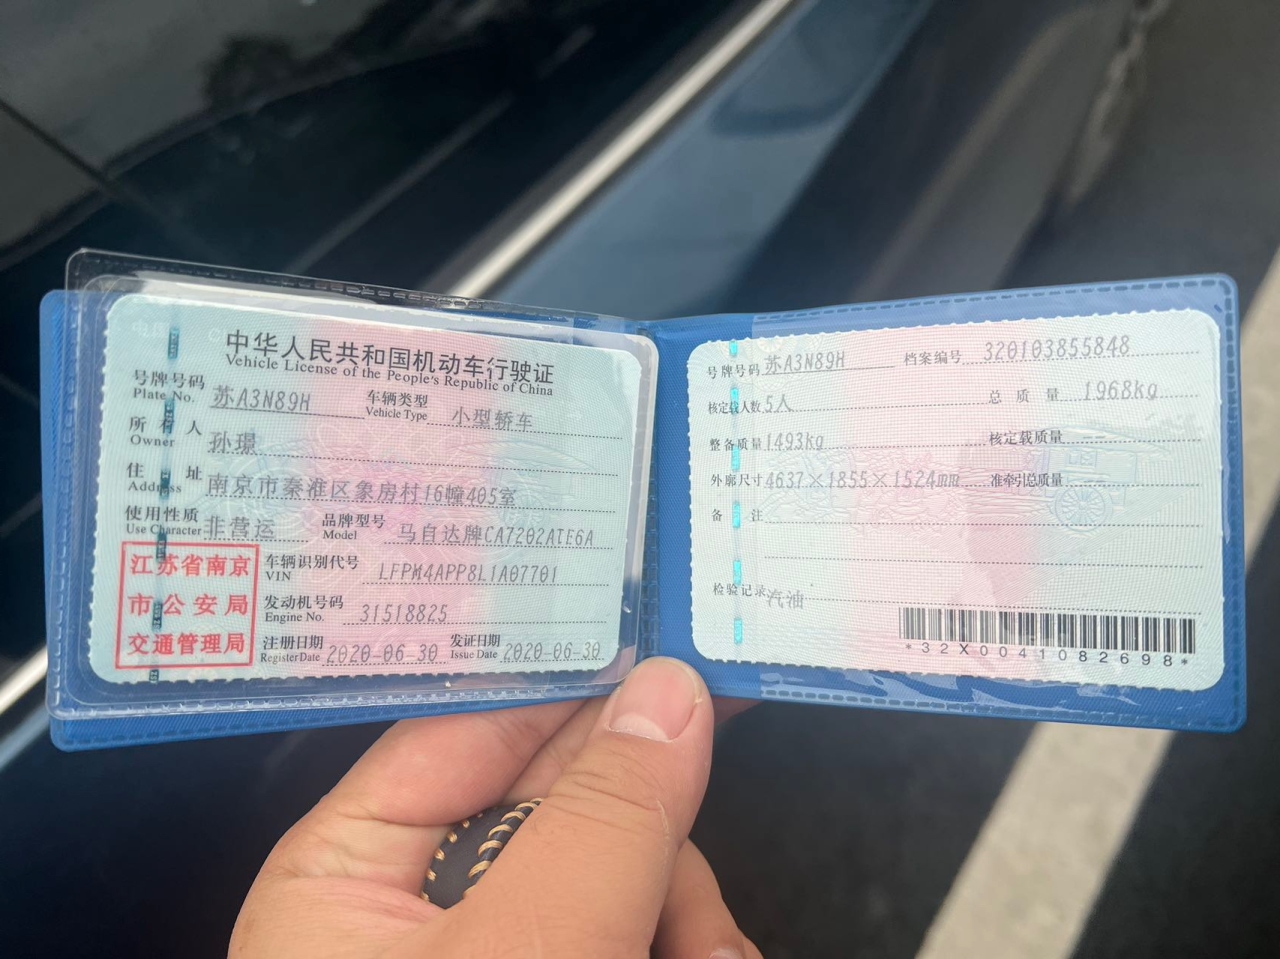 中华人民共和国机动车行驶证
Vehicle License of the People's Republic of China
号牌号码 苏A3N89H 车辆类型 小型轿车
Plate No. Vehicle Type
所有人 孙璟
Owner
住址 南京市秦淮区象房村16幢405室
Address
使用性质 非营运 品牌型号 马自达牌CA7202ATE6A
Use Character Model
江苏省南京
市公安局
交通管理局
车辆识别代号 LFPM4APP8L1A07701
VIN
发动机号码 31518825
Engine No.
注册日期 2020-06-30 发证日期 2020-06-30
Register Date Issue Date
号牌号码 苏A3N89H 档案编号 320103855848
核定载人数 5人 总质量 1968kg
整备质量 1493kg 核定载质量 --
外廓尺寸 4637×1855×1524mm 准牵引总质量 --
备注
检验记录 汽油
*32X0041082698*